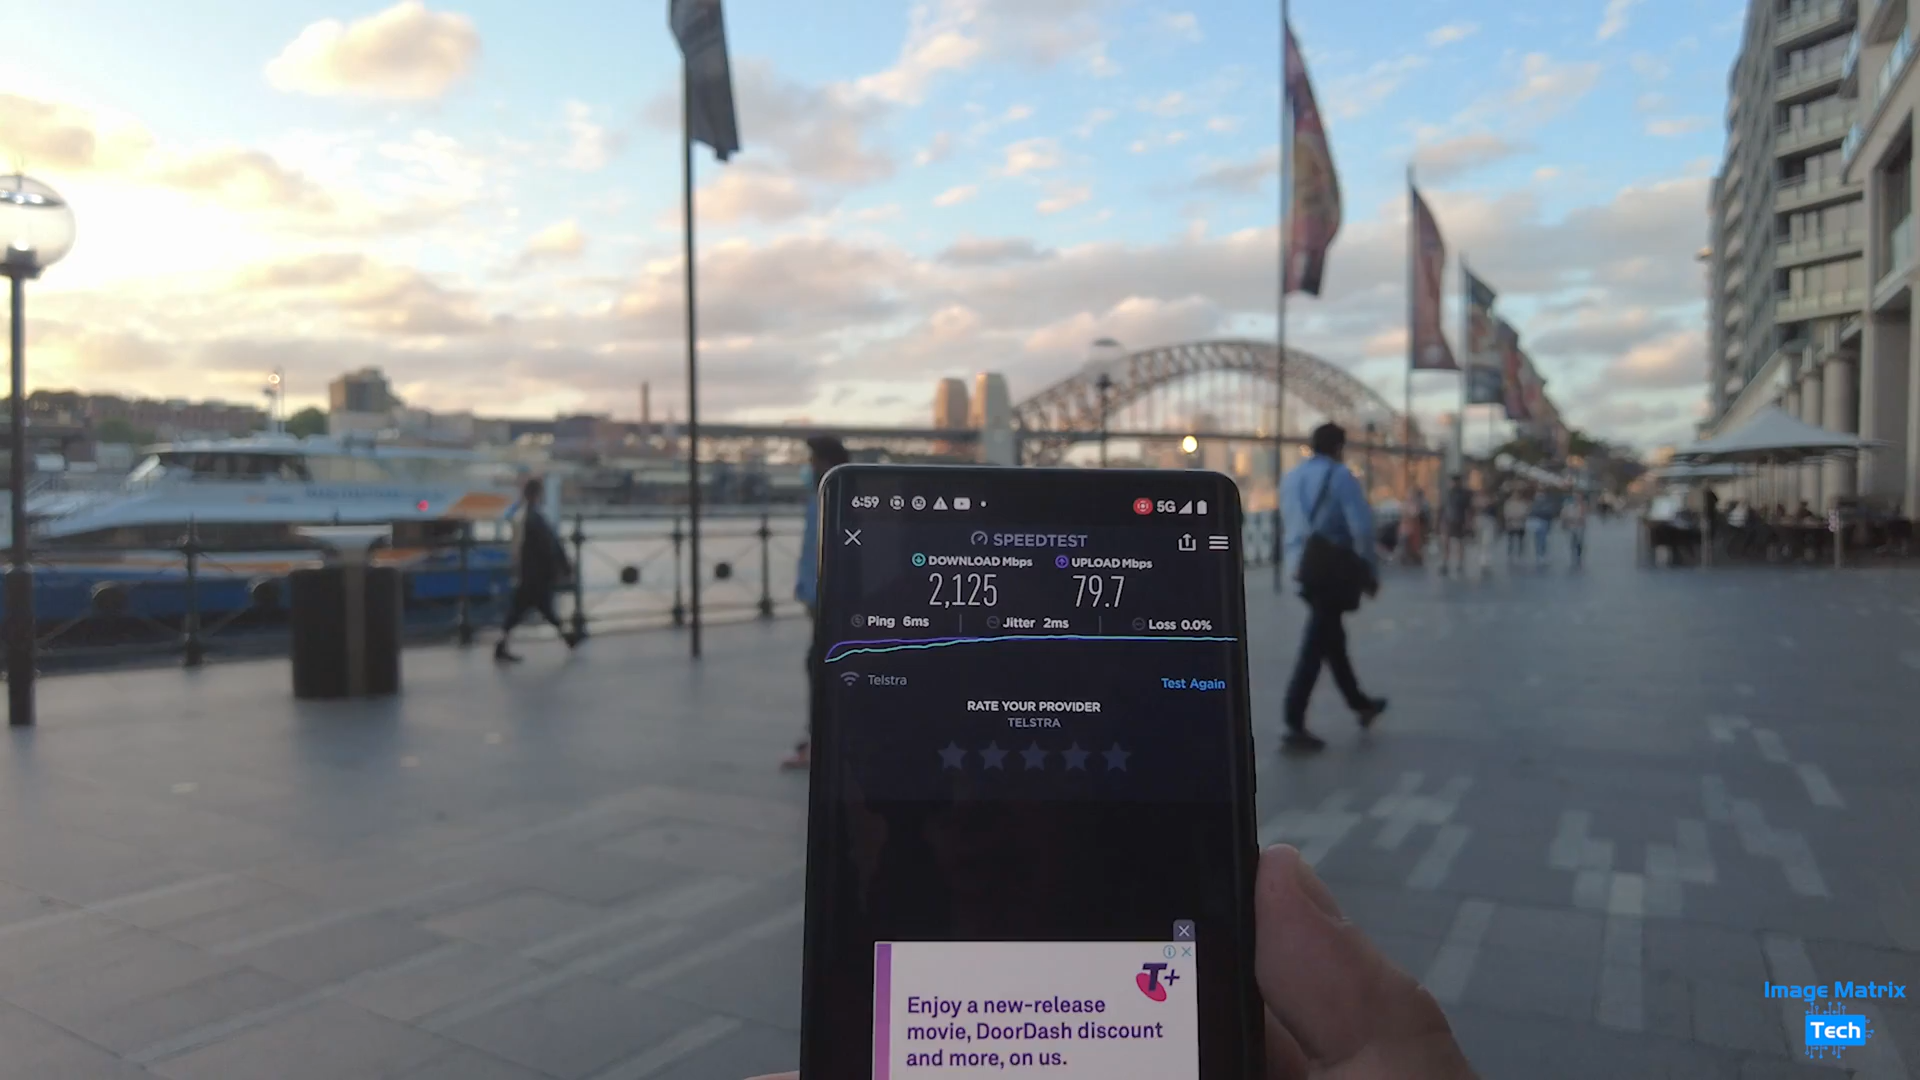 6:59
5G
SPEEDTEST
DOWNLOAD Mbps
UPLOAD Mbps
2,125
79.7
Ping 6ms
Jitter 2ms
Loss 0.0%
Telstra
Test Again
RATE YOUR PROVIDER
TELSTRA
T+
Enjoy a new-release
movie, DoorDash discount
and more, on us.
Image Matrix
Tech